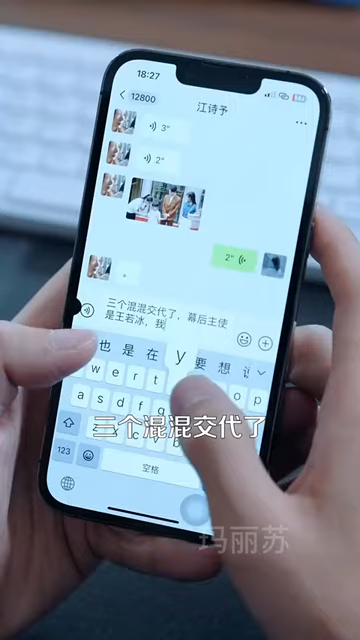 18:27
12800
江诗予
3"
2"
2"
三个混混交代了，幕后主使
是王若冰，我
也 是 在 y 要 想
w e r t o p
a s d f g
z x c v b
123
空格
三个混混交代了
玛丽苏